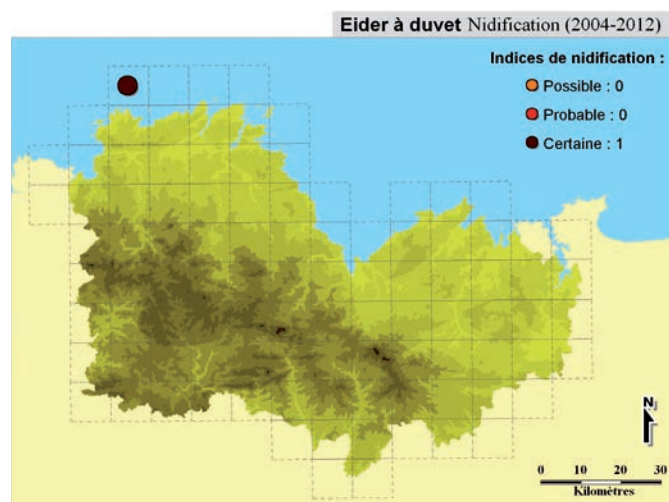 Eider à duvet Nidification (2004-2012)
Indices de nidification :
Possible : 0
Probable : 0
Certaine : 1
N
0 10 20 30
Kilomètres